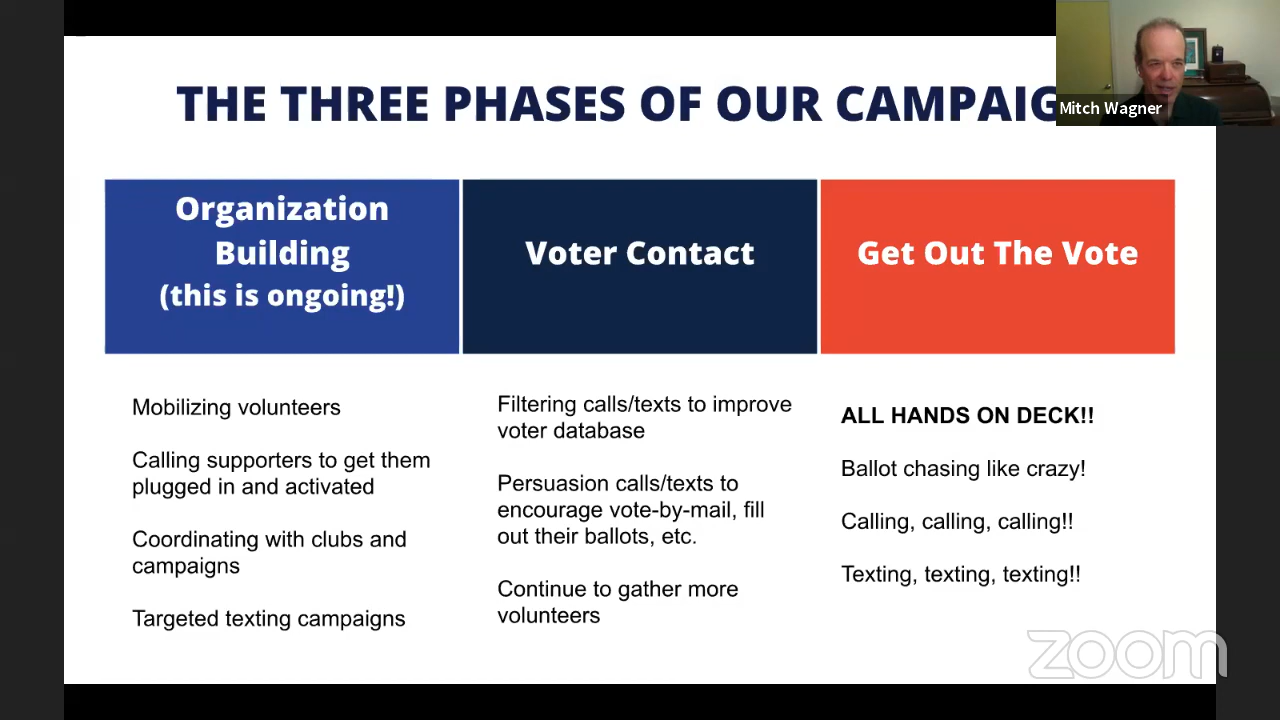 THE THREE PHASES OF OUR CAMPAIG
Mitch Wagner
Organization
Building
(this is ongoing!)
Voter Contact
Get Out The Vote
Mobilizing volunteers
Calling supporters to get them
plugged in and activated
Coordinating with clubs and
campaigns
Targeted texting campaigns
Filtering calls/texts to improve
voter database
Persuasion calls/texts to
encourage vote-by-mail, fill
out their ballots, etc.
Continue to gather more
volunteers
ALL HANDS ON DECK!!
Ballot chasing like crazy!
Calling, calling, calling!!
Texting, texting, texting!!
zoom